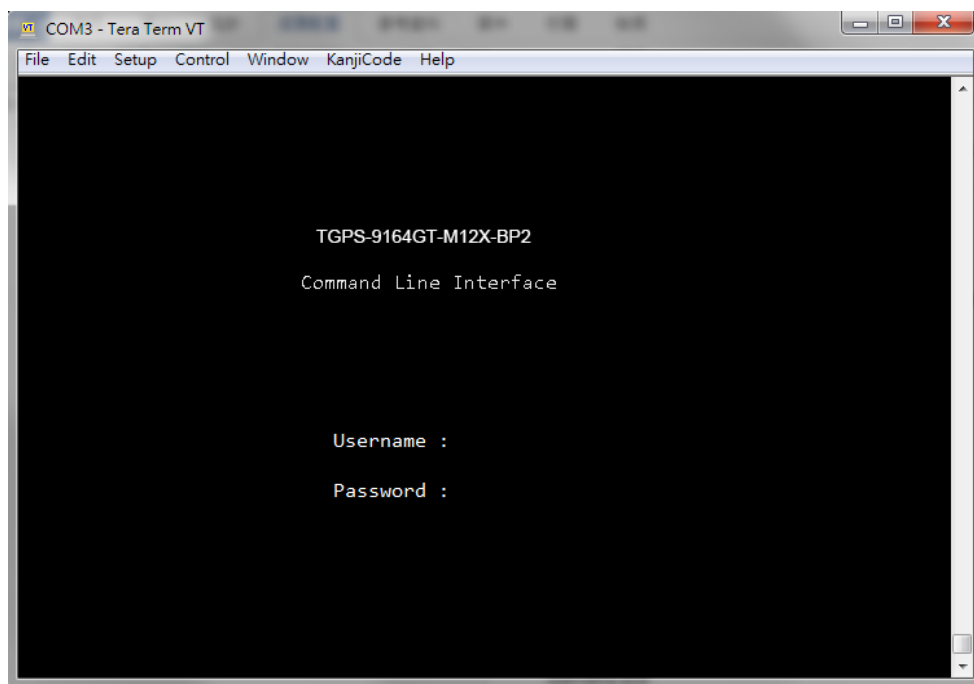 COM3 - Tera Term VT
File Edit Setup Control Window KanjiCode Help
TGPS-9164GT-M12X-BP2
Command Line Interface
Username :
Password :